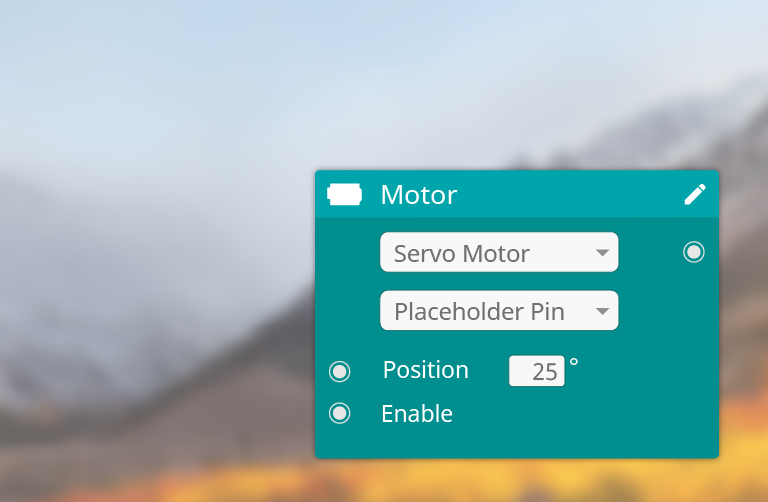 Motor
Servo Motor
Placeholder Pin
Position 25 °
Enable